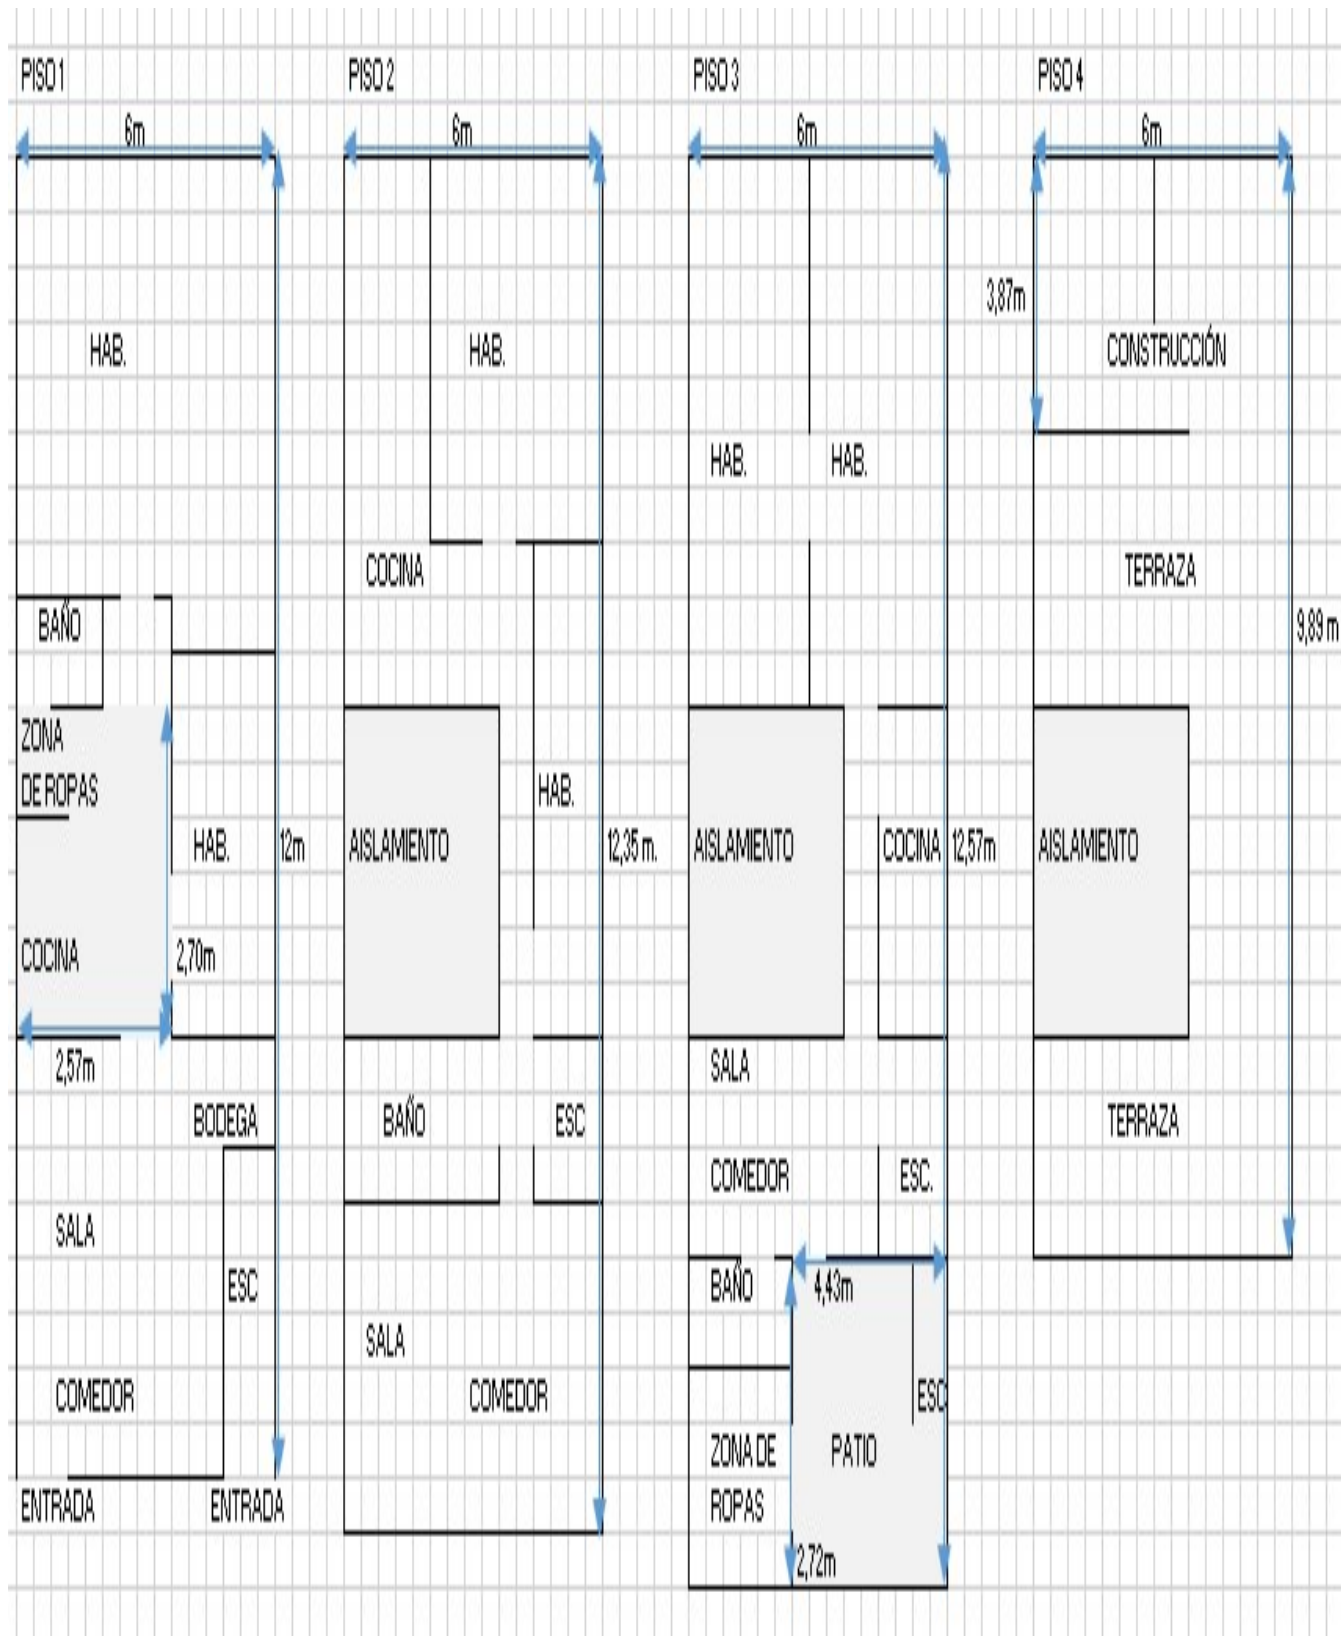 PISO 1
PISO 2
PISO 3
PISO 4
6m
6m
6m
6m
3,87m
HAB.
HAB.
CONSTRUCCIÓN
HAB.
HAB.
COCINA
TERRAZA
BAÑO
9,89 m
ZONA
DE ROPAS
HAB.
HAB.
12m
AISLAMIENTO
12,35 m.
AISLAMIENTO
COCINA
12,57m
AISLAMIENTO
COCINA
2,70m
2,57m
SALA
BODEGA
BAÑO
ESC
TERRAZA
COMEDOR
ESC.
SALA
ESC
BAÑO
4,43m
SALA
COMEDOR
COMEDOR
ESC
ZONA DE
ROPAS
PATIO
ENTRADA
ENTRADA
2,72m